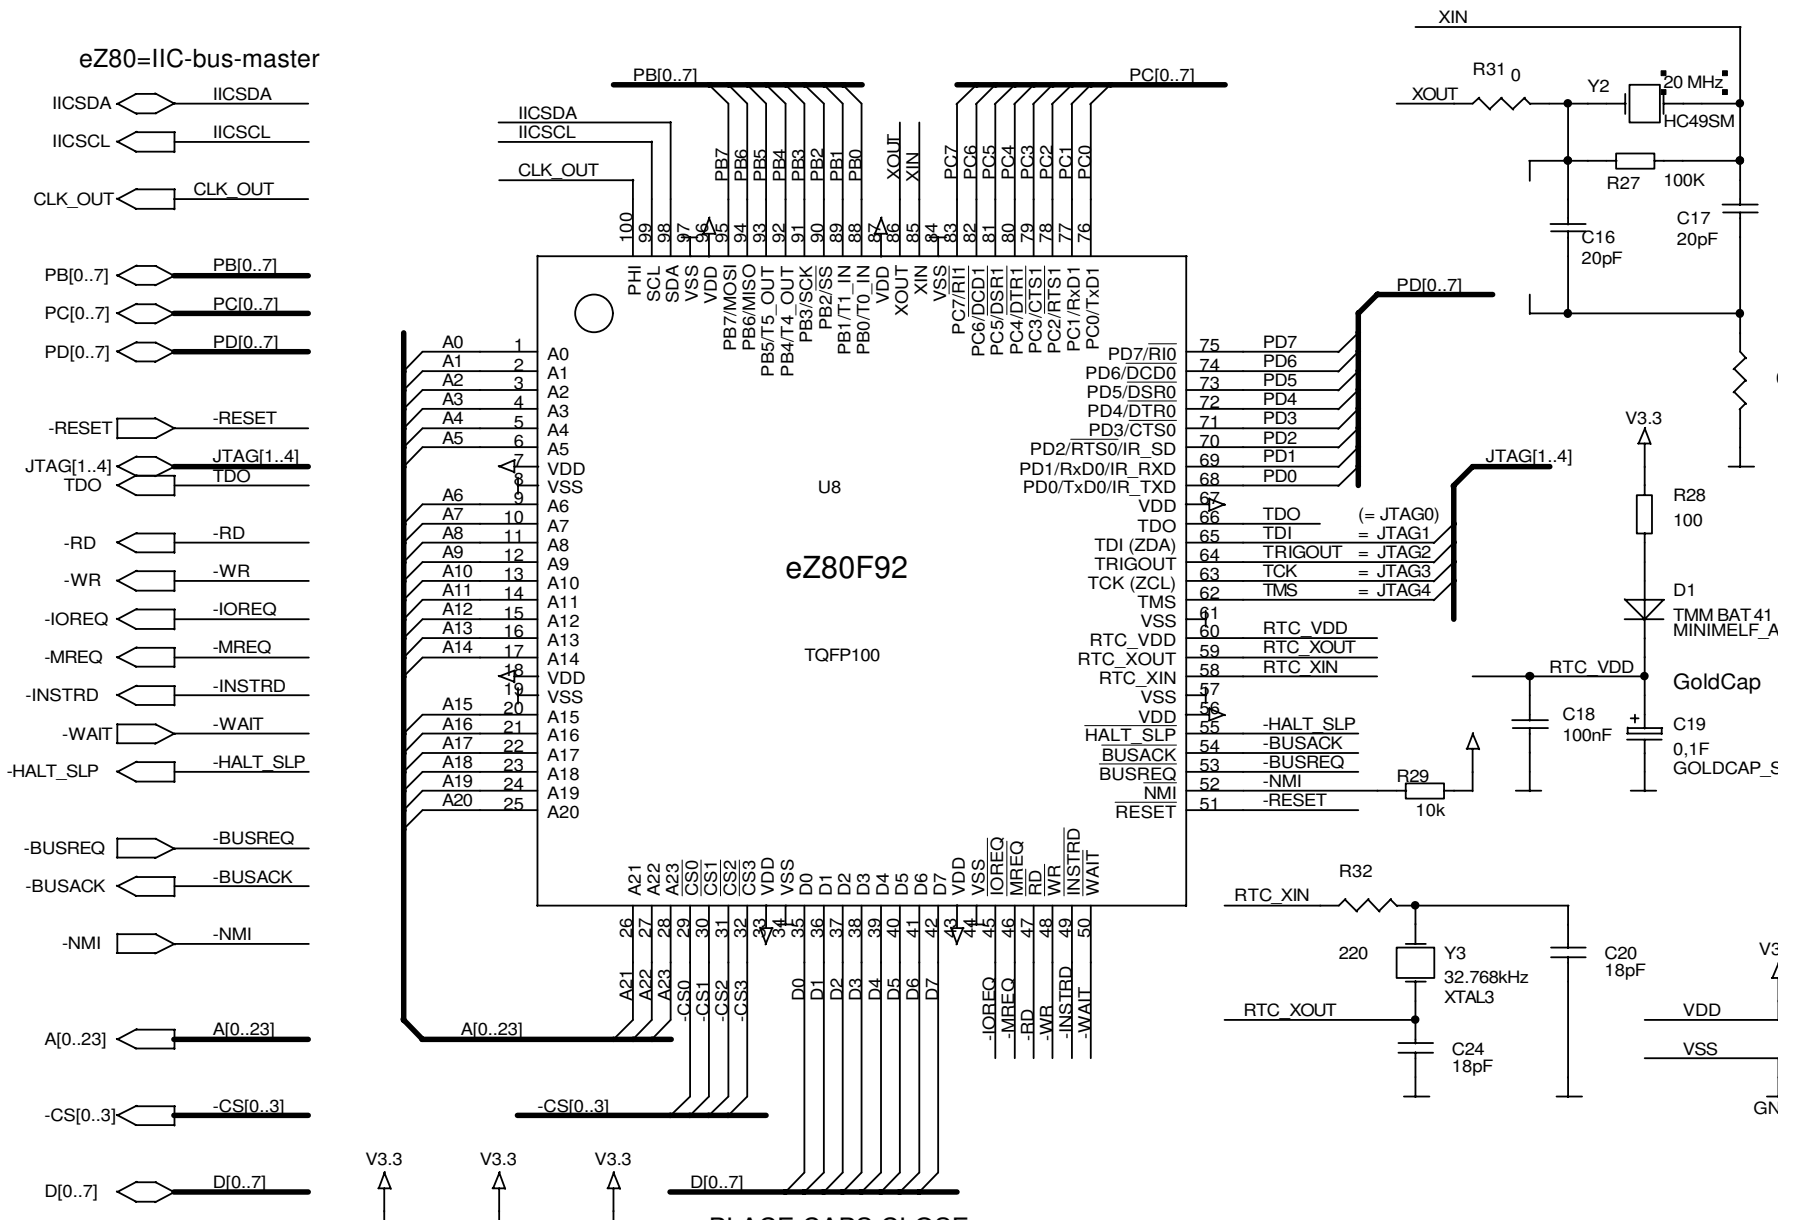 eZ80=IIC-bus-master
IICSDA IICSDA
IICSCL IICSCL
CLK_OUT CLK_OUT
PB[0..7] PB[0..7]
PC[0..7] PC[0..7]
PD[0..7] PD[0..7]
-RESET -RESET
JTAG[1..4] JTAG[1..4]
TDO TDO
-RD -RD
-WR -WR
-IOREQ -IOREQ
-MREQ -MREQ
-INSTRD -INSTRD
-WAIT -WAIT
-HALT_SLP -HALT_SLP
-BUSREQ -BUSREQ
-BUSACK -BUSACK
-NMI -NMI
A[0..23] A[0..23]
-CS[0..3] -CS[0..3]
D[0..7] D[0..7]
PB[0..7]
PC[0..7]
IICSDA
IICSCL
CLK_OUT
PB7 PB6 PB5 PB4 PB3 PB2 PB1 PB0 XOUT XIN PC7 PC6 PC5 PC4 PC3 PC2 PC1 PC0
100 99 98 97 96 95 94 93 92 91 90 89 88 87 86 85 84 83 82 81 80 79 78 77 76
PHI SCL SDA VSS VDD PB7/MOSI PB6/MISO PB5/T5_OUT PB4/T4_OUT PB3/SCK PB2/SS PB1/T1_IN PB0/T0_IN VDD XOUT XIN VSS PC7/RI1 PC6/DCD1 PC5/DSR1 PC4/DTR1 PC3/CTS1 PC2/RTS1 PC1/RxD1 PC0/TxD1
A0 1 A0
A1 2 A1
A2 3 A2
A3 4 A3
A4 5 A4
A5 6 A5
7 VDD
8 VSS
A6 9 A6
A7 10 A7
A8 11 A8
A9 12 A9
A10 13 A10
A11 14 A11
A12 15 A12
A13 16 A13
A14 17 A14
18 VDD
19 VSS
A15 20 A15
A16 21 A16
A17 22 A17
A18 23 A18
A19 24 A19
A20 25 A20
U8
eZ80F92
TQFP100
PD[0..7]
PD7/RI0 75 PD7
PD6/DCD0 74 PD6
PD5/DSR0 73 PD5
PD4/DTR0 72 PD4
PD3/CTS0 71 PD3
PD2/RTS0/IR_SD 70 PD2
PD1/RxD0/IR_RXD 69 PD1
PD0/TxD0/IR_TXD 68 PD0
VDD 67
JTAG[1..4]
TDO 66 TDO (= JTAG0)
TDI (ZDA) 65 TDI = JTAG1
TRIGOUT 64 TRIGOUT = JTAG2
TCK (ZCL) 63 TCK = JTAG3
TMS 62 TMS = JTAG4
VSS 61
RTC_VDD 60 RTC_VDD
RTC_XOUT 59 RTC_XOUT
RTC_XIN 58 RTC_XIN
VSS 57
VDD 56
HALT_SLP 55 -HALT_SLP
BUSACK 54 -BUSACK
BUSREQ 53 -BUSREQ
NMI 52 -NMI
RESET 51 -RESET
R29
10k
A21 A22 A23 CS0 CS1 CS2 CS3 VDD VSS D0 D1 D2 D3 D4 D5 D6 D7 VDD VSS IOREQ MREQ RD WR INSTRD WAIT
26 27 28 29 30 31 32 33 34 35 36 37 38 39 40 41 42 43 44 45 46 47 48 49 50
A21 A22 A23 -CS0 -CS1 -CS2 -CS3 D0 D1 D2 D3 D4 D5 D6 D7 -IOREQ -MREQ -RD -WR -INSTRD -WAIT
A[0..23]
-CS[0..3]
D[0..7]
V3.3 V3.3 V3.3
PLACE CAPS CLOSE
XIN
XOUT
R31 0
Y2
20 MHz
HC49SM
R27 100K
C16
20pF
C17
20pF
V3.3
R28
100
D1
TMM BAT 41
MINIMELF_A
RTC_VDD
GoldCap
C18
100nF
+
C19
0,1F
GOLDCAP_S
RTC_XIN
R32
220
Y3
32.768kHz
XTAL3
RTC_XOUT
C20
18pF
C24
18pF
V3
VDD
VSS
GN